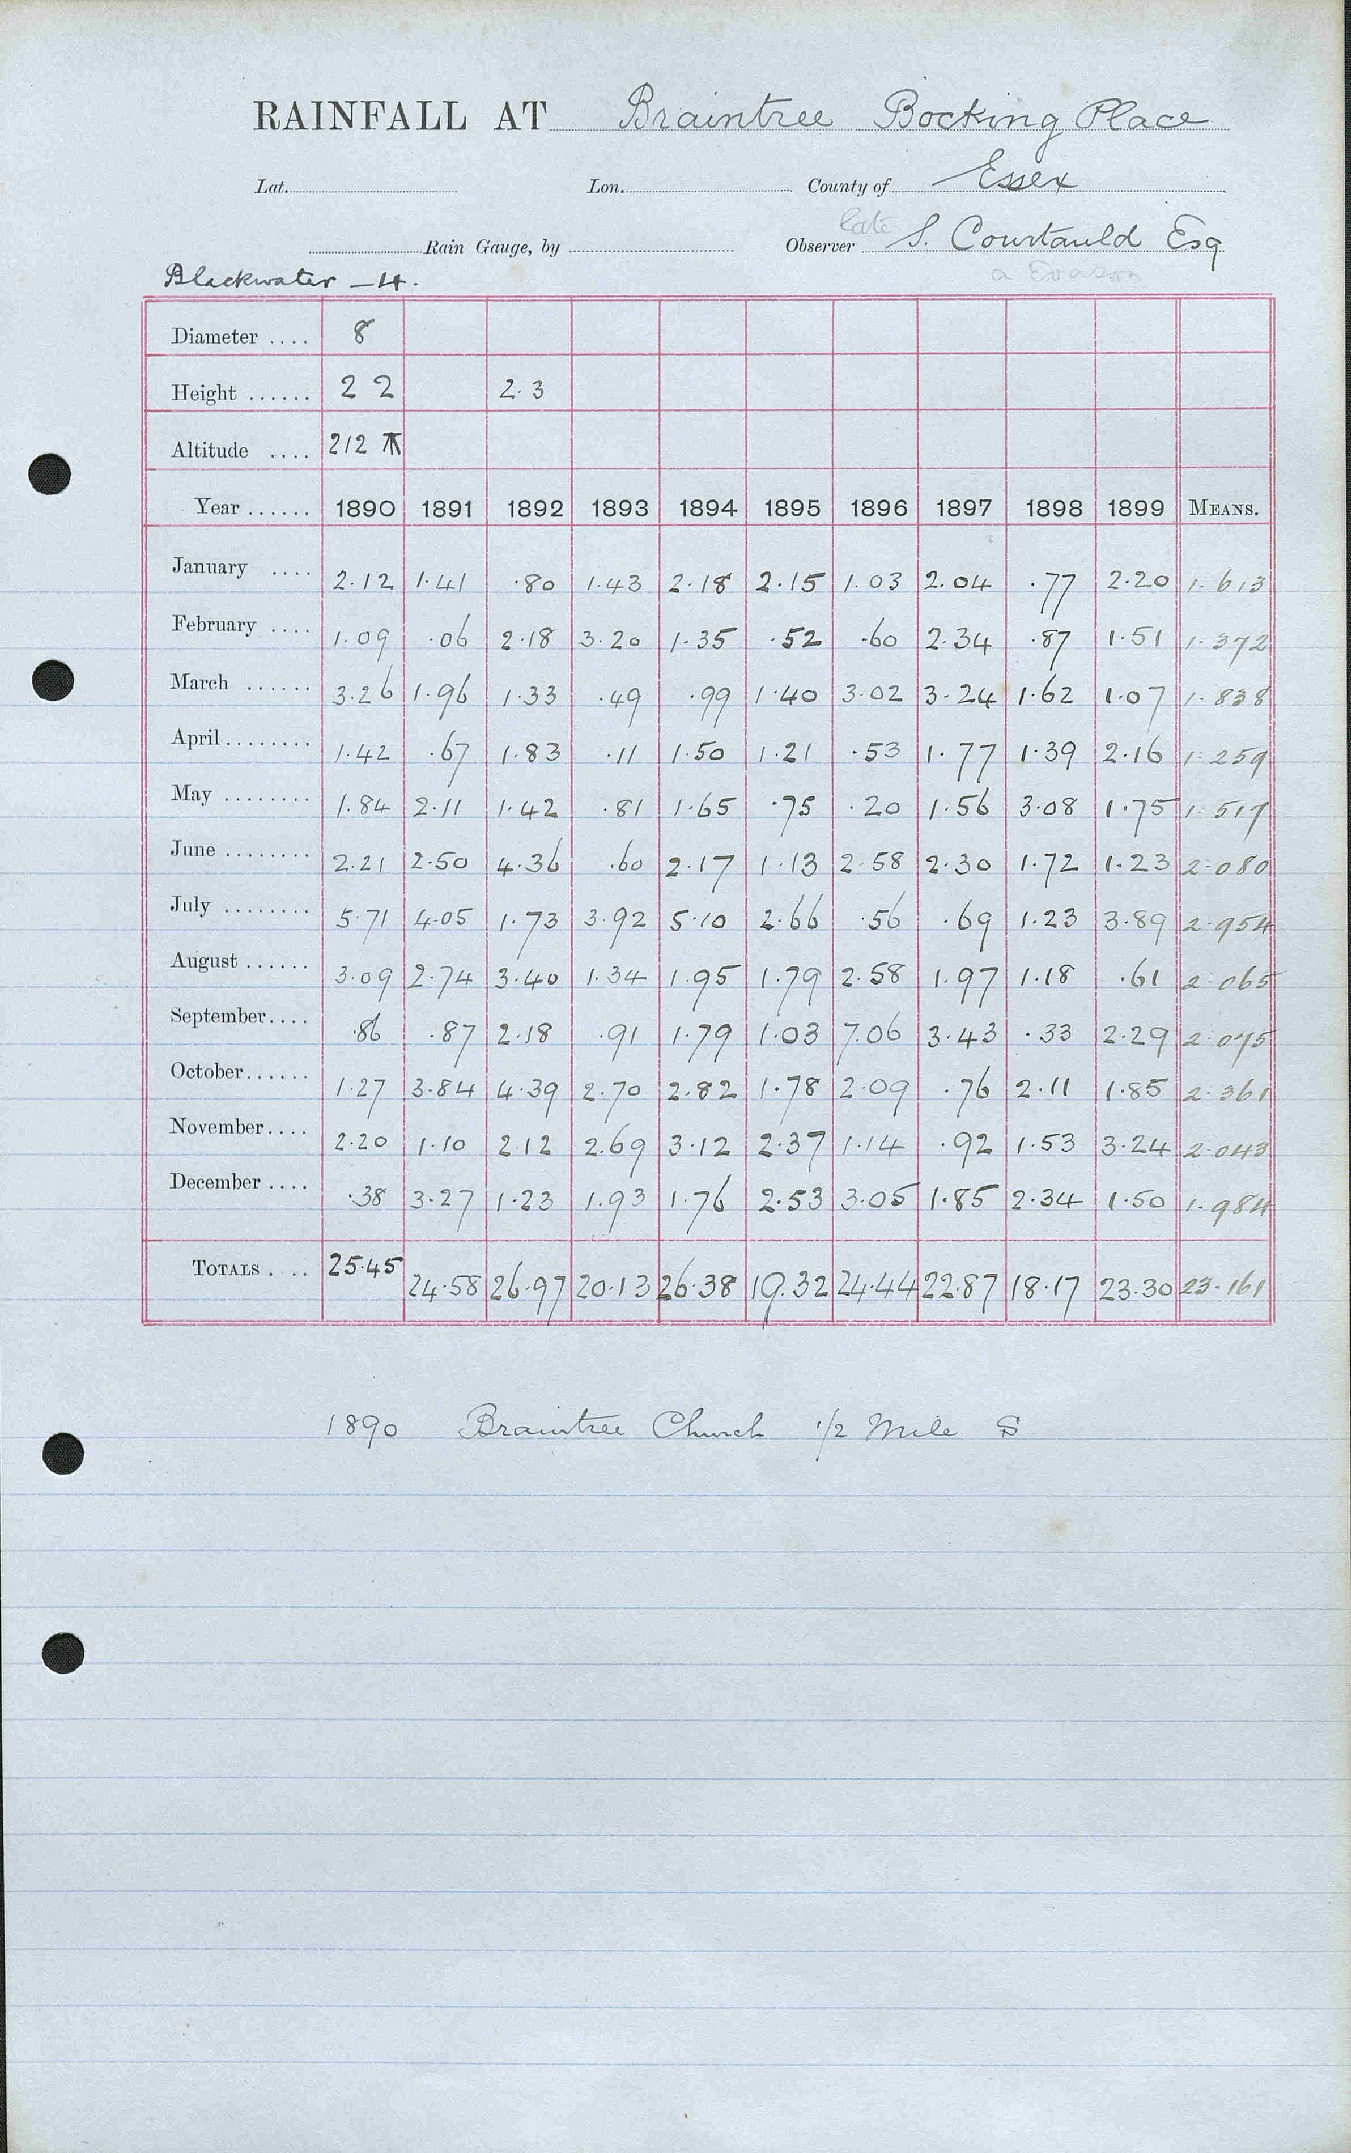 RAINFALL AT Braintree Bocking Place
Lat. Lon. County of Essex
late
Rain Gauge, by Observer S. Courtauld Esq
Blackwater – 4.
Diameter .... 8
Height ...... 2 2 2.3
Altitude .... 212
Year ...... 1890 1891 1892 1893 1894 1895 1896 1897 1898 1899 MEANS.
January .... 2.12 1.41 .80 1.43 2.18 2.15 1.03 2.04 .77 2.20 1.613
February .... 1.09 .06 2.18 3.20 1.35 .52 .60 2.34 .87 1.51 1.372
March ...... 3.26 1.96 1.33 .49 .99 1.40 3.02 3.24 1.62 1.07 1.838
April ........ 1.42 .67 1.83 .11 1.50 1.21 .53 1.77 1.39 2.16 1.259
May ........ 1.84 2.11 1.42 .81 1.65 .75 .20 1.56 3.08 1.75 1.517
June ........ 2.21 2.50 4.36 .60 2.17 1.13 2.58 2.30 1.72 1.23 2.080
July ........ 5.71 4.05 1.73 3.92 5.10 2.66 .56 .69 1.23 3.89 2.954
August ...... 3.09 2.74 3.40 1.34 1.95 1.79 2.58 1.97 1.18 .61 2.065
September .... .86 .87 2.18 .91 1.79 1.03 7.06 3.43 .33 2.29 2.075
October ...... 1.27 3.84 4.39 2.70 2.82 1.78 2.09 .76 2.11 1.85 2.361
November .... 2.20 1.10 2.12 2.69 3.12 2.37 1.14 .92 1.53 3.24 2.043
December .... .38 3.27 1.23 1.93 1.76 2.53 3.05 1.85 2.34 1.50 1.984
TOTALS .... 25.45 24.58 26.97 20.13 26.38 19.32 24.44 22.87 18.17 23.30 23.161
1890 Braintree Church 1/2 Mile S